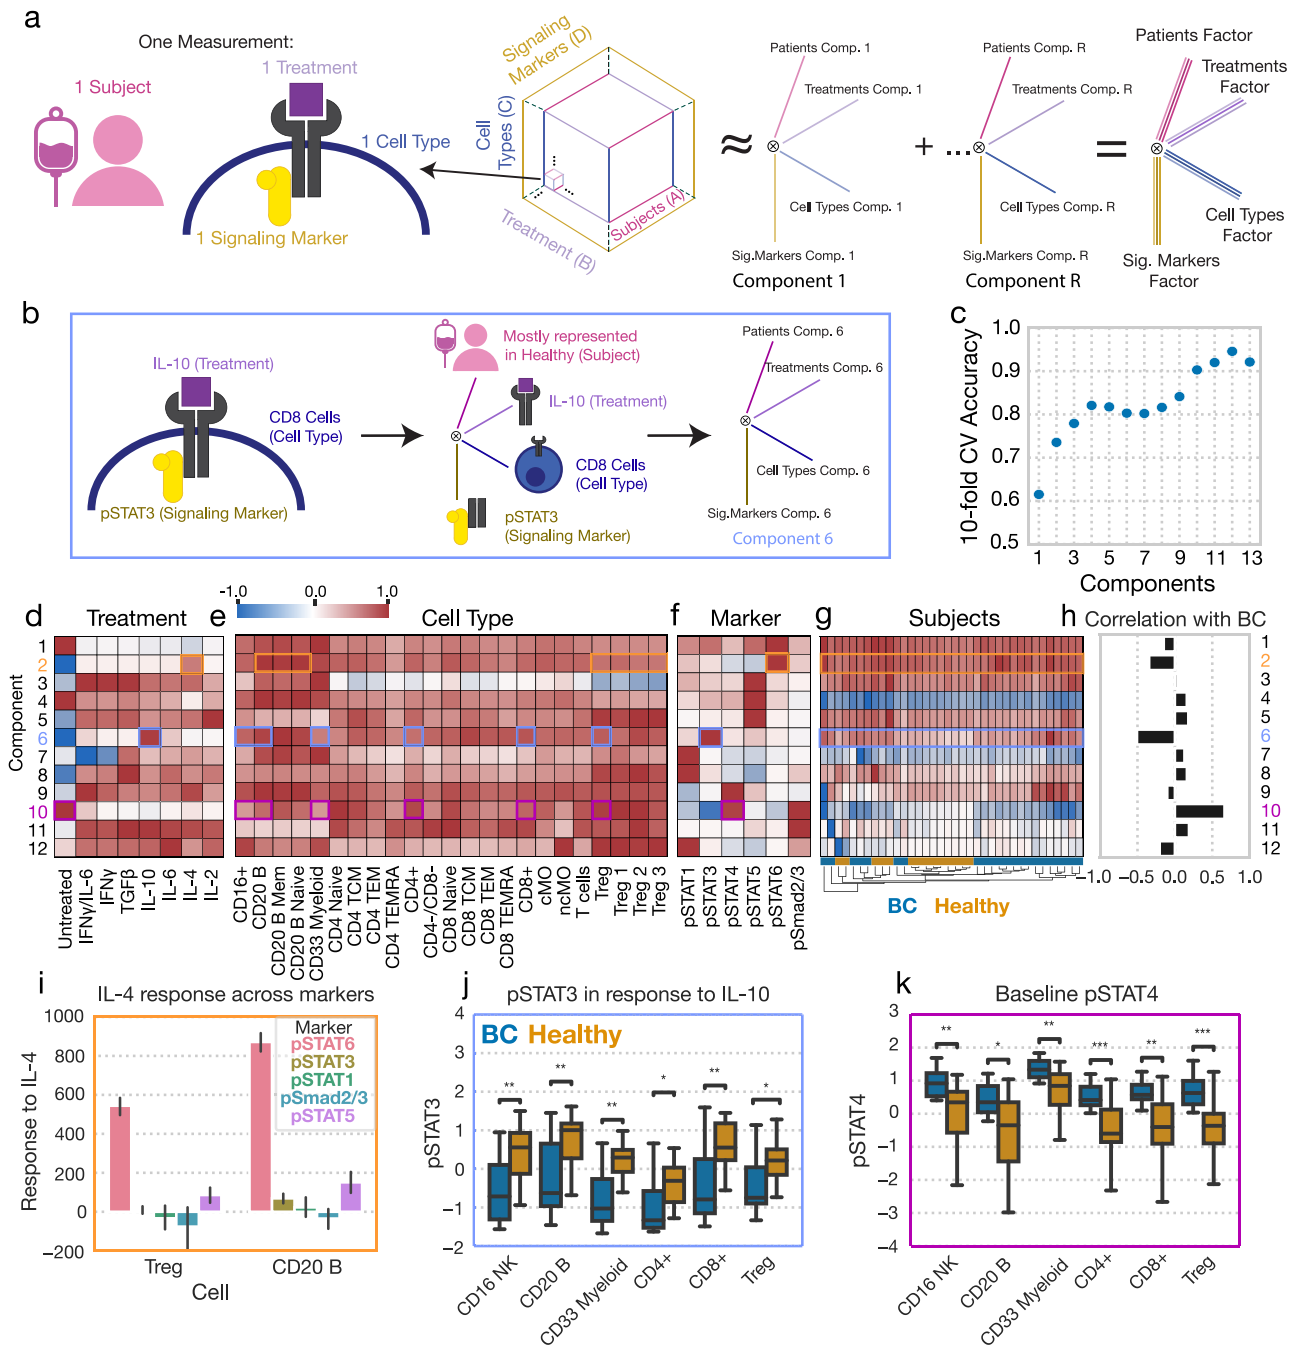 a
One Measurement:
1 Subject
1 Treatment
1 Cell Type
1 Signaling Marker
Signaling
Markers (D)
Cell
Types (C)
Treatment (B)
Subjects (A)
≈
Patients Comp. 1
Treatments Comp. 1
Cell Types Comp. 1
Sig.Markers Comp. 1
Component 1
+ ...
Patients Comp. R
Treatments Comp. R
Cell Types Comp. R
Sig.Markers Comp. R
Component R
=
Patients Factor
Treatments
Factor
Cell Types
Factor
Sig. Markers
Factor
b
IL-10 (Treatment)
CD8 Cells
(Cell Type)
pSTAT3 (Signaling Marker)
Mostly represented
in Healthy (Subject)
IL-10 (Treatment)
CD8 Cells
(Cell Type)
pSTAT3
(Signaling Marker)
Patients Comp. 6
Treatments Comp. 6
Cell Types Comp. 6
Sig.Markers Comp. 6
Component 6
c
10-fold CV Accuracy
1.0
0.9
0.8
0.7
0.6
0.5
1 3 5 7 9 11 13
Components
d
Treatment
Component
1
2
3
4
5
6
7
8
9
10
11
12
Untreated
IFNγ/IL-6
IFNγ
TGFβ
IL-10
IL-6
IL-4
IL-2
e
-1.0 0.0 1.0
Cell Type
CD16+
CD20 B
CD20 B Mem
CD20 B Naive
CD33 Myeloid
CD4 Naive
CD4 TCM
CD4 TEM
CD4 TEMRA
CD4+
CD4-/CD8-
CD8 Naive
CD8 TCM
CD8 TEM
CD8 TEMRA
CD8+
cMO
ncMO
T cells
Treg
Treg 1
Treg 2
Treg 3
f
Marker
pSTAT1
pSTAT3
pSTAT4
pSTAT5
pSTAT6
pSmad2/3
g
Subjects
BC Healthy
h
Correlation with BC
1
2
3
4
5
6
7
8
9
10
11
12
−1.0 −0.5 0.0 0.5 1.0
i
IL-4 response across markers
Response to IL-4
1000
800
600
400
200
0
−200
Marker
pSTAT6
pSTAT3
pSTAT1
pSmad2/3
pSTAT5
Treg CD20 B
Cell
j
pSTAT3 in response to IL-10
BC Healthy
pSTAT3
4
3
2
1
0
−1
−2
** ** ** * ** *
CD16 NK
CD20 B
CD33 Myeloid
CD4+
CD8+
Treg
k
Baseline pSTAT4
pSTAT4
3
2
1
0
−1
−2
−3
−4
** * ** *** ** ***
CD16 NK
CD20 B
CD33 Myeloid
CD4+
CD8+
Treg